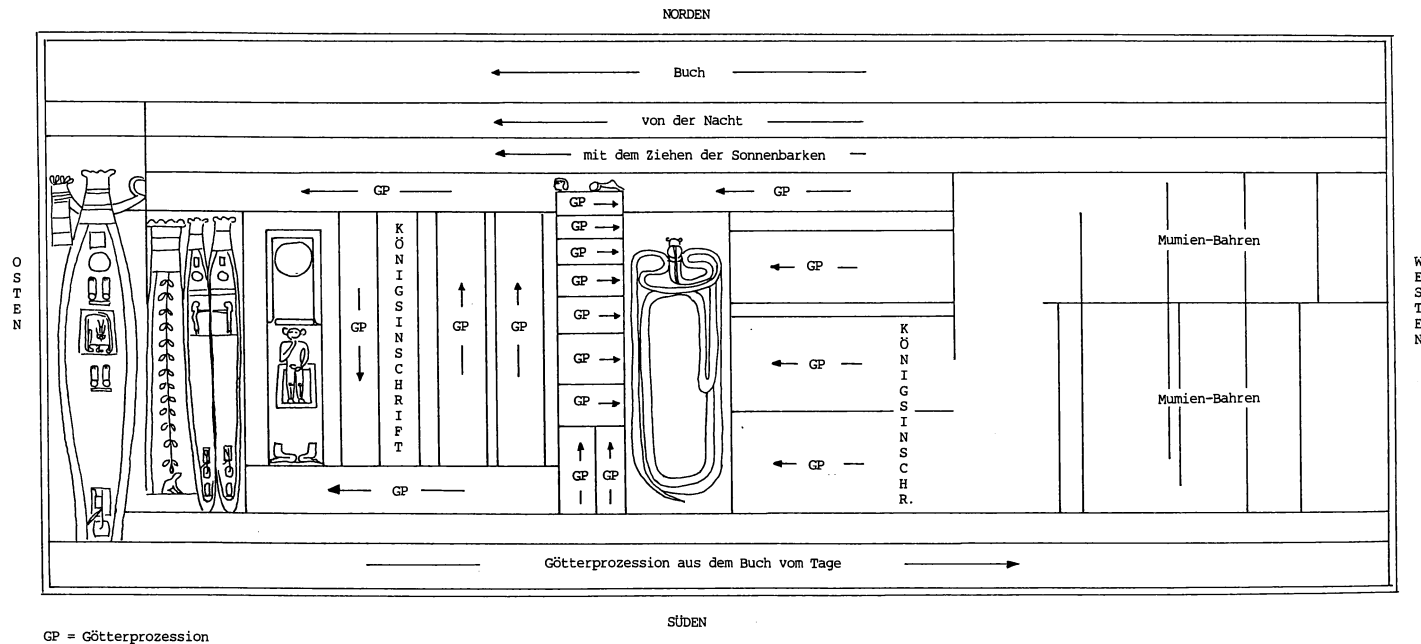 NORDEN
Buch
von der Nacht
mit dem Ziehen der Sonnenbarken
GP
GP
GP
GP
GP
GP
GP
GP
GP
GP
GP
OSTEN
GP
KÖNIGSINSCHRIFT
GP
GP
GP
GP
GP
GP
KÖNIGSINSCHR.
Mumien-Bahren
Mumien-Bahren
WESTEN
GP
Götterprozession aus dem Buch vom Tage
SÜDEN
GP = Götterprozession